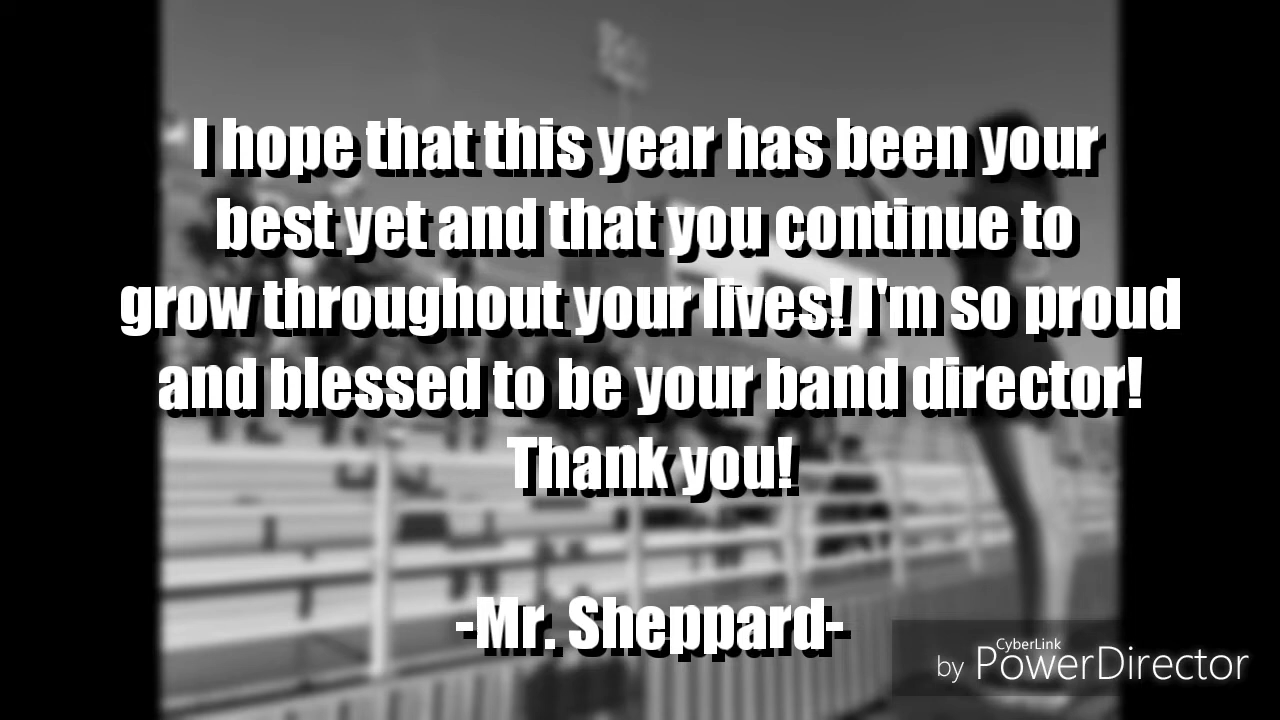 I hope that this year has been your
best yet and that you continue to
grow throughout your lives! I'm so proud
and blessed to be your band director!
Thank you!
-Mr. Sheppard-
by CyberLink PowerDirector